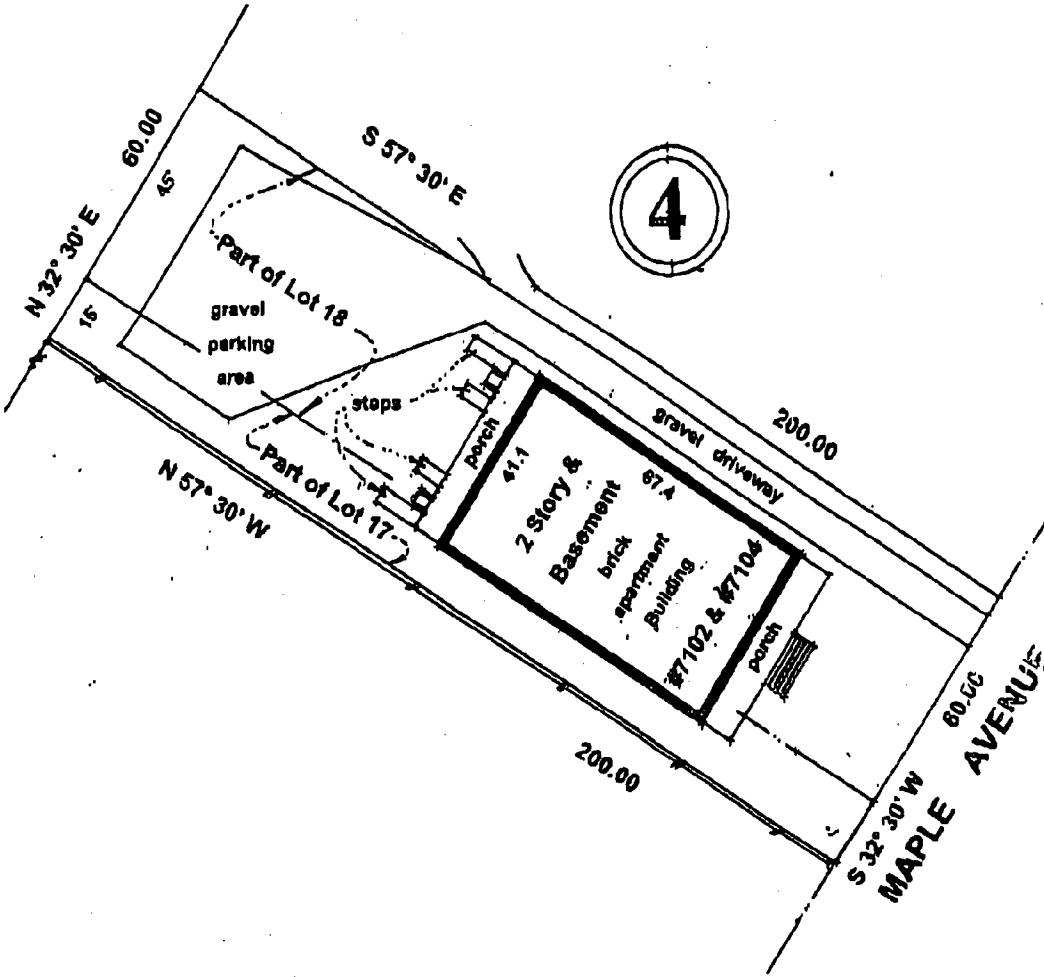 60.00
45'
N 32° 30' E
15'
S 57° 30' E
4
Part of Lot 18
gravel
parking
area
steps
Part of Lot 17
N 57° 30' W
porch
41.1
67.4
2 Story &
Basement
brick
apartment
Building
#7102 & #7104
gravel driveway
200.00
porch
200.00
60.00
S 32° 30' W
MAPLE AVENUE